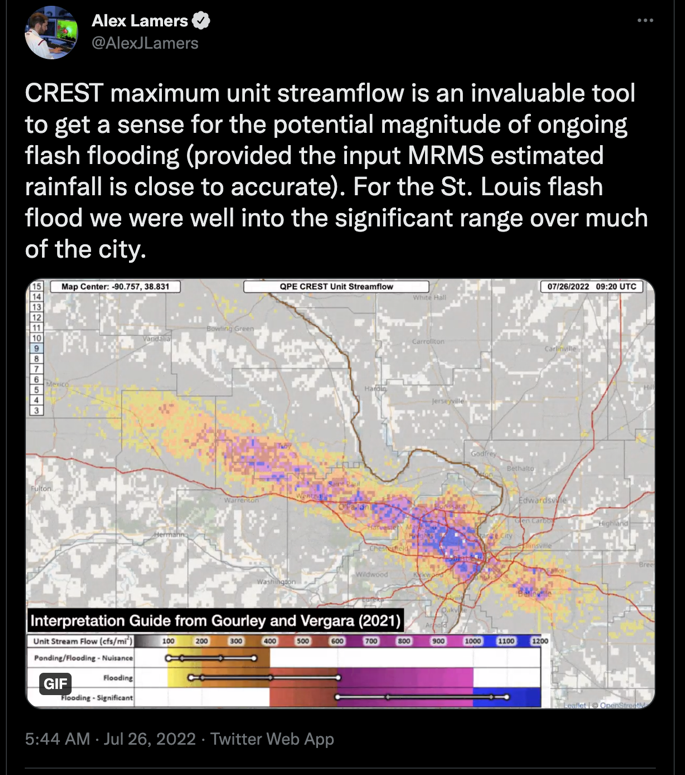 Alex Lamers
@AlexJLamers
CREST maximum unit streamflow is an invaluable tool
to get a sense for the potential magnitude of ongoing
flash flooding (provided the input MRMS estimated
rainfall is close to accurate). For the St. Louis flash
flood we were well into the significant range over much
of the city.
15 Map Center: -90.757, 38.831 QPE CREST Unit Streamflow 07/26/2022 09:20 UTC
14
13
12
11
10
9
8
7
6
5
4
3
White Hall
Bowling Green
Vandalia
Carrollton
Carlinville
Mexico
Jerseyville
Godfrey
Bethalto
Fulton
Edwardsville
Warrenton
Highland
Hermann
Washington
Wildwood
Interpretation Guide from Gourley and Vergara (2021)
Unit Stream Flow (cfs/mi²) 100 200 300 400 500 600 700 800 900 1000 1100 1200
Ponding/Flooding - Nuisance
Flooding
GIF
Flooding - Significant
Leaflet | © OpenStreetM
5:44 AM · Jul 26, 2022 · Twitter Web App